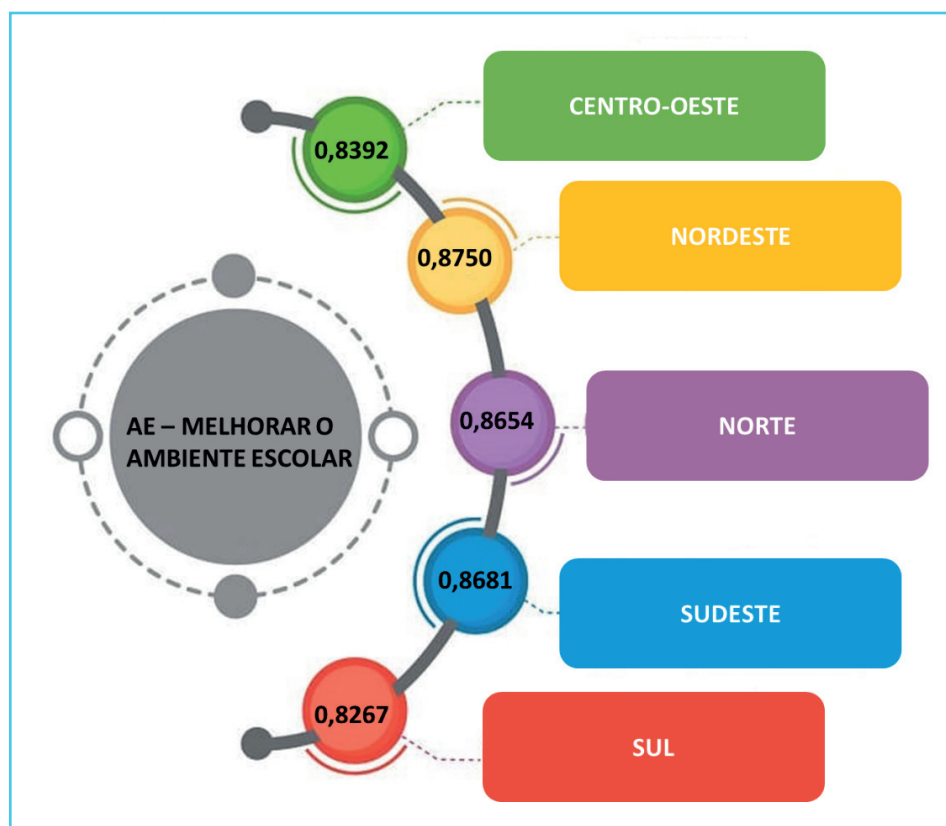 0,8392
CENTRO-OESTE
0,8750
NORDESTE
AE – MELHORAR O
AMBIENTE ESCOLAR
0,8654
NORTE
0,8681
SUDESTE
0,8267
SUL